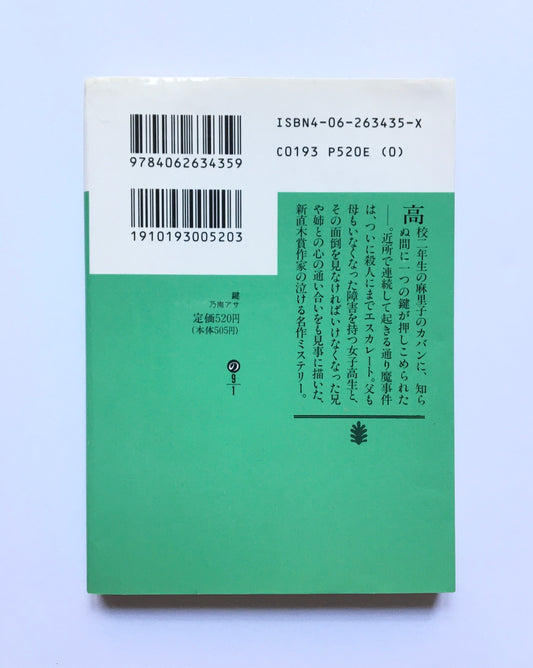 ISBN4-06-263435-X
C0193 P520E (0)
9784062634359
1910193005203
高校二年生の麻里子のカバンに、知ら
ぬ間に一つの鍵が押しこめられた
――。近所で連続して起きる通り魔事件
は、ついに殺人にまでエスカレート。父も
母もいなくなった障害を持つ女子高生と、
その面倒を見なければいけなくなった兄
や姉との心の通い合いをも見事に描いた、
新直木賞作家の泣ける名作ミステリー。
鍵
乃南アサ
定価520円
(本体505円)
の
9
1